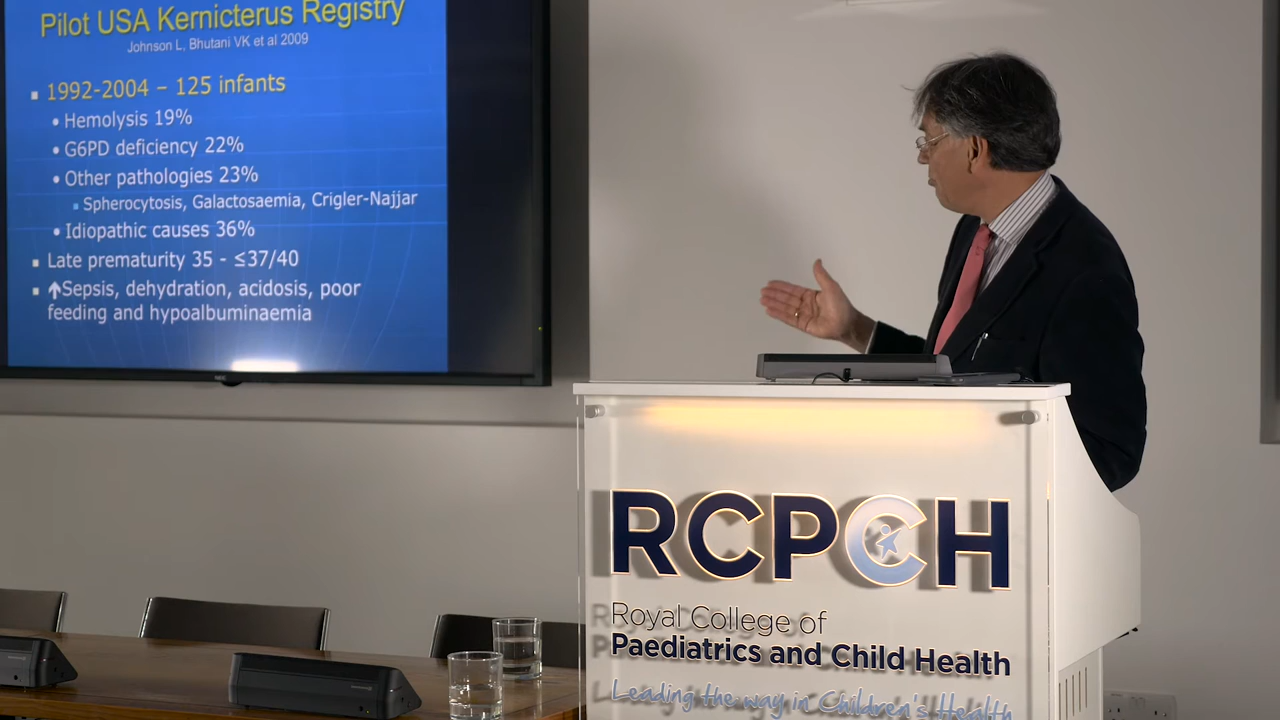 Pilot USA Kernicterus Registry
Johnson L, Bhutani VK et al 2009
1992-2004 – 125 infants
Hemolysis 19%
G6PD deficiency 22%
Other pathologies 23%
Spherocytosis, Galactosaemia, Crigler-Najjar
Idiopathic causes 36%
Late prematurity 35 - ≤37/40
↑Sepsis, dehydration, acidosis, poor
feeding and hypoalbuminaemia
NEC
RCPCH
Royal College of
Paediatrics and Child Health
Leading the way in Children's Health